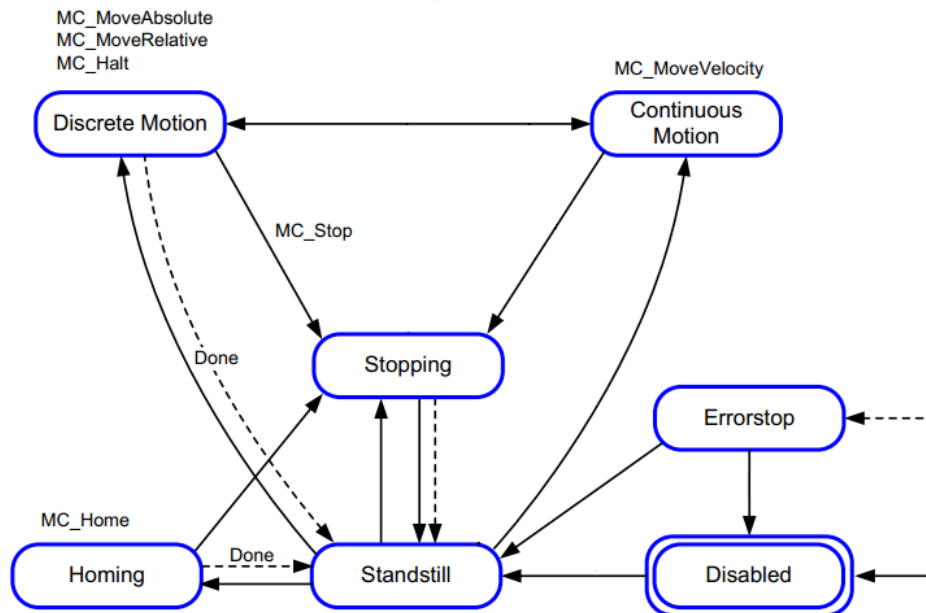 MC_MoveAbsolute
MC_MoveRelative
MC_Halt
MC_MoveVelocity
Discrete Motion
Continuous
Motion
MC_Stop
Done
Stopping
Errorstop
MC_Home
Done
Homing
Standstill
Disabled